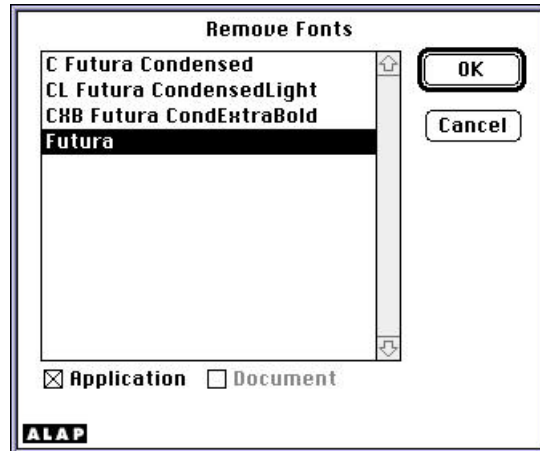 Remove Fonts
C Futura Condensed
CL Futura CondensedLight
CXB Futura CondExtraBold
Futura
OK
Cancel
Application
Document
ALAP